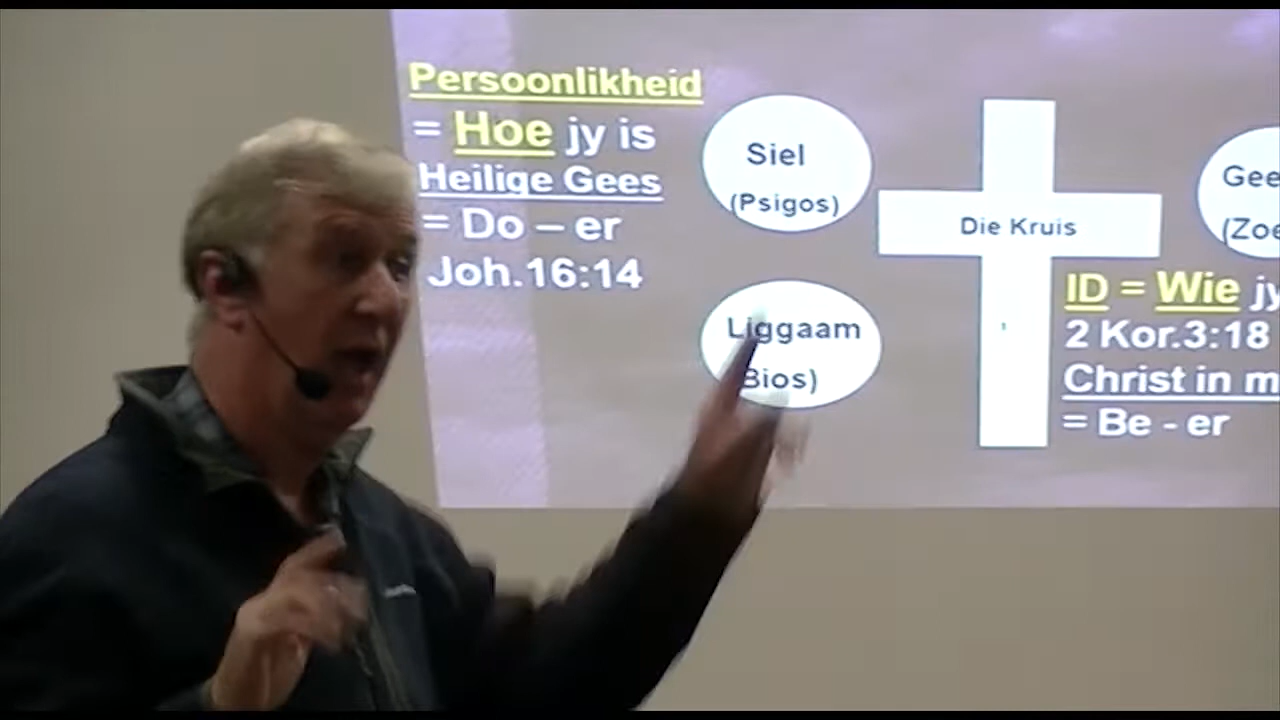 Persoonlikheid
= Hoe jy is
Heilige Gees
= Do – er
Joh.16:14
Siel
(Psigos)
Liggaam
Bios)
Die Kruis
Gee
(Zoe
ID = Wie jy
2 Kor.3:18
Christ in m
= Be - er